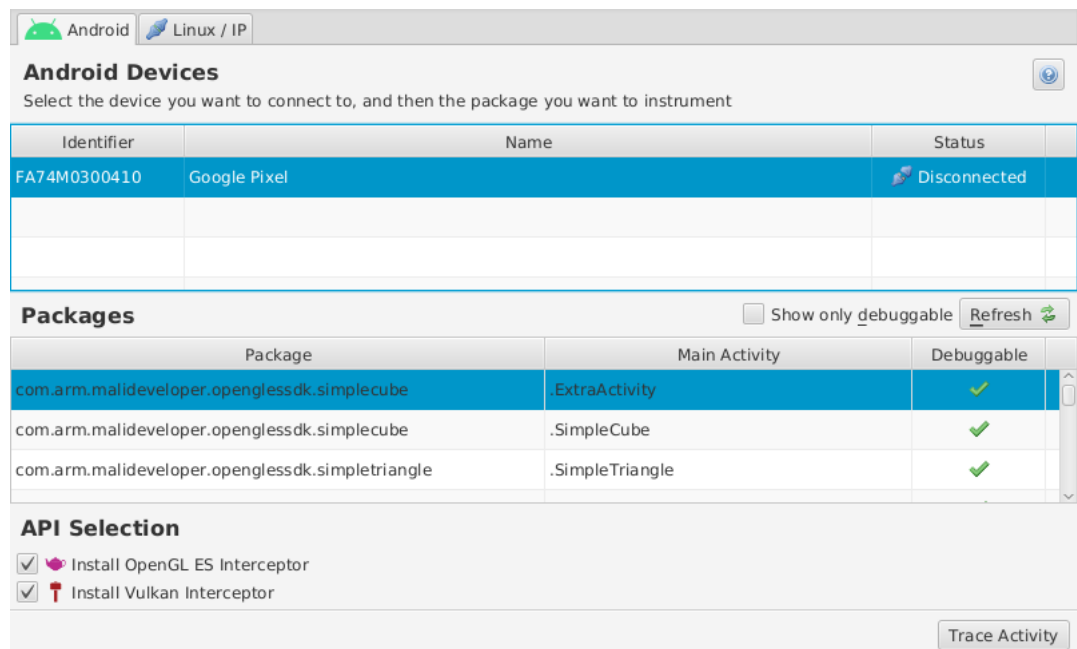 Android Linux / IP
Android Devices
Select the device you want to connect to, and then the package you want to instrument
Identifier Name Status
FA74M0300410 Google Pixel Disconnected
Packages Show only debuggable Refresh
Package Main Activity Debuggable
com.arm.malideveloper.openglessdk.simplecube .ExtraActivity
com.arm.malideveloper.openglessdk.simplecube .SimpleCube
com.arm.malideveloper.openglessdk.simpletriangle .SimpleTriangle
API Selection
Install OpenGL ES Interceptor
Install Vulkan Interceptor
Trace Activity